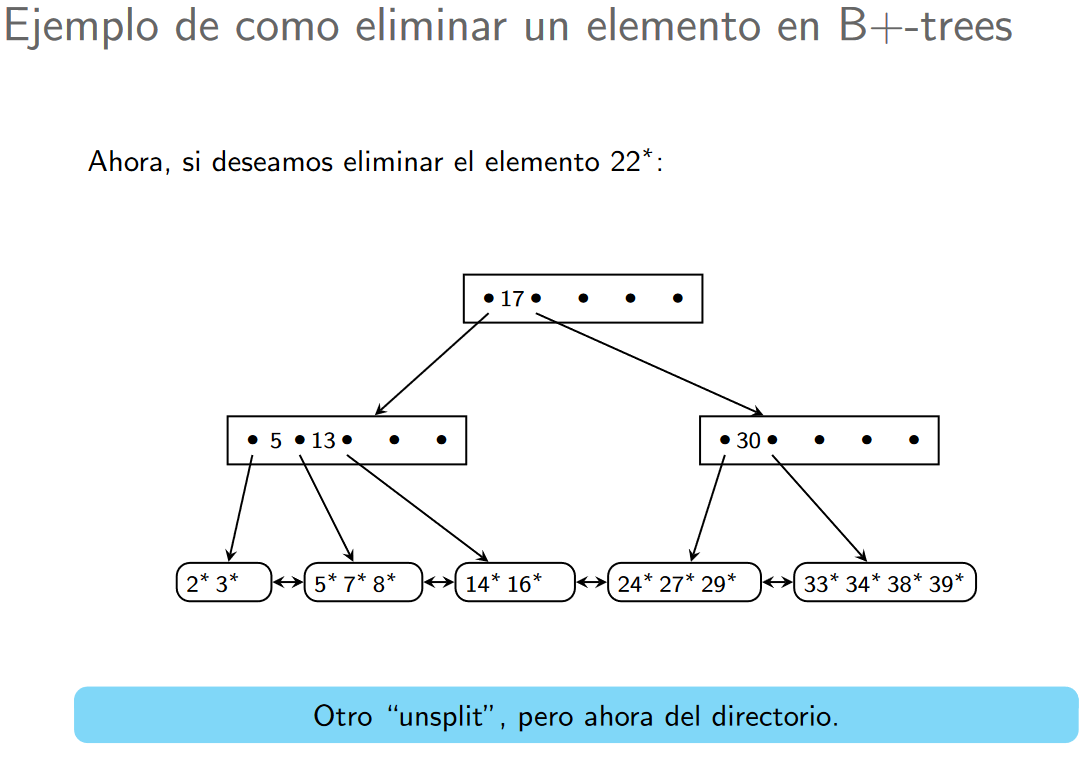 Ejemplo de como eliminar un elemento en B+-trees
Ahora, si deseamos eliminar el elemento 22*:
17
5 13
30
2* 3*
5* 7* 8*
14* 16*
24* 27* 29*
33* 34* 38* 39*
Otro “unsplit”, pero ahora del directorio.